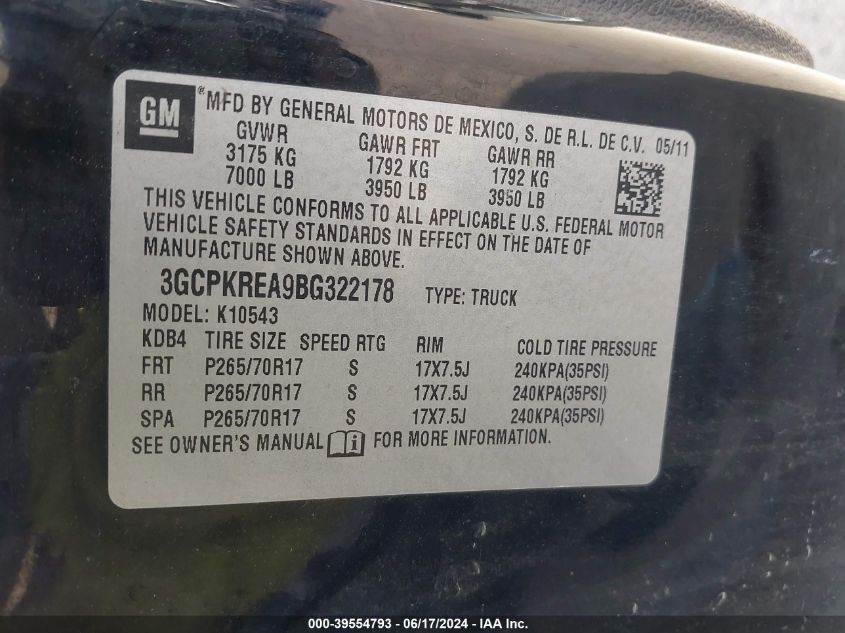 GM ® MFD BY GENERAL MOTORS DE MEXICO, S. DE R.L. DE C.V. 05/11
GVWR GAWR FRT GAWR RR
3175 KG 1792 KG 1792 KG
7000 LB 3950 LB 3950 LB
THIS VEHICLE CONFORMS TO ALL APPLICABLE U.S. FEDERAL MOTOR
VEHICLE SAFETY STANDARDS IN EFFECT ON THE DATE OF
MANUFACTURE SHOWN ABOVE.
3GCPKREA9BG322178 TYPE: TRUCK
MODEL: K10543
KDB4 TIRE SIZE SPEED RTG RIM COLD TIRE PRESSURE
FRT P265/70R17 S 17X7.5J 240KPA(35PSI)
RR P265/70R17 S 17X7.5J 240KPA(35PSI)
SPA P265/70R17 S 17X7.5J 240KPA(35PSI)
SEE OWNER'S MANUAL i FOR MORE INFORMATION.
000-39554793 - 06/17/2024 - IAA Inc.